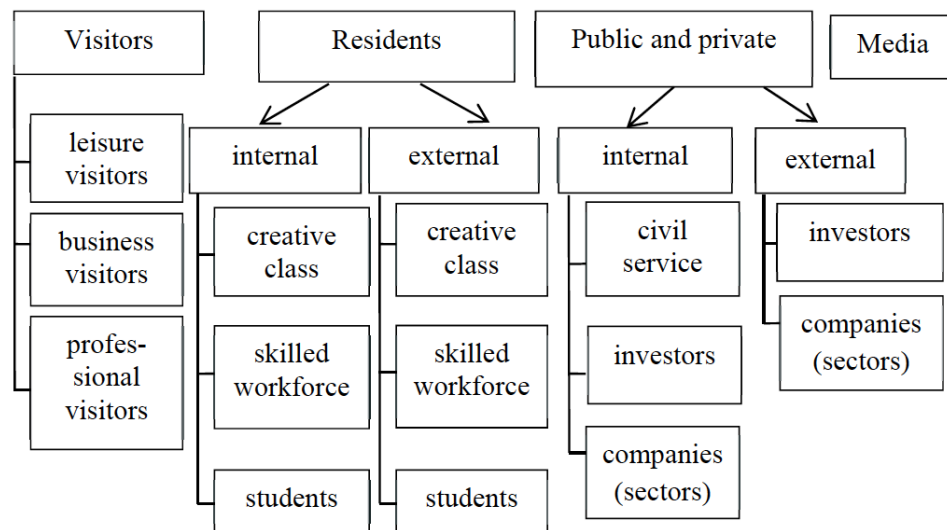 Visitors
Residents
Public and private
Media
leisure
visitors
business
visitors
profes-
sional
visitors
internal
creative
class
skilled
workforce
students
external
creative
class
skilled
workforce
students
internal
civil
service
investors
companies
(sectors)
external
investors
companies
(sectors)